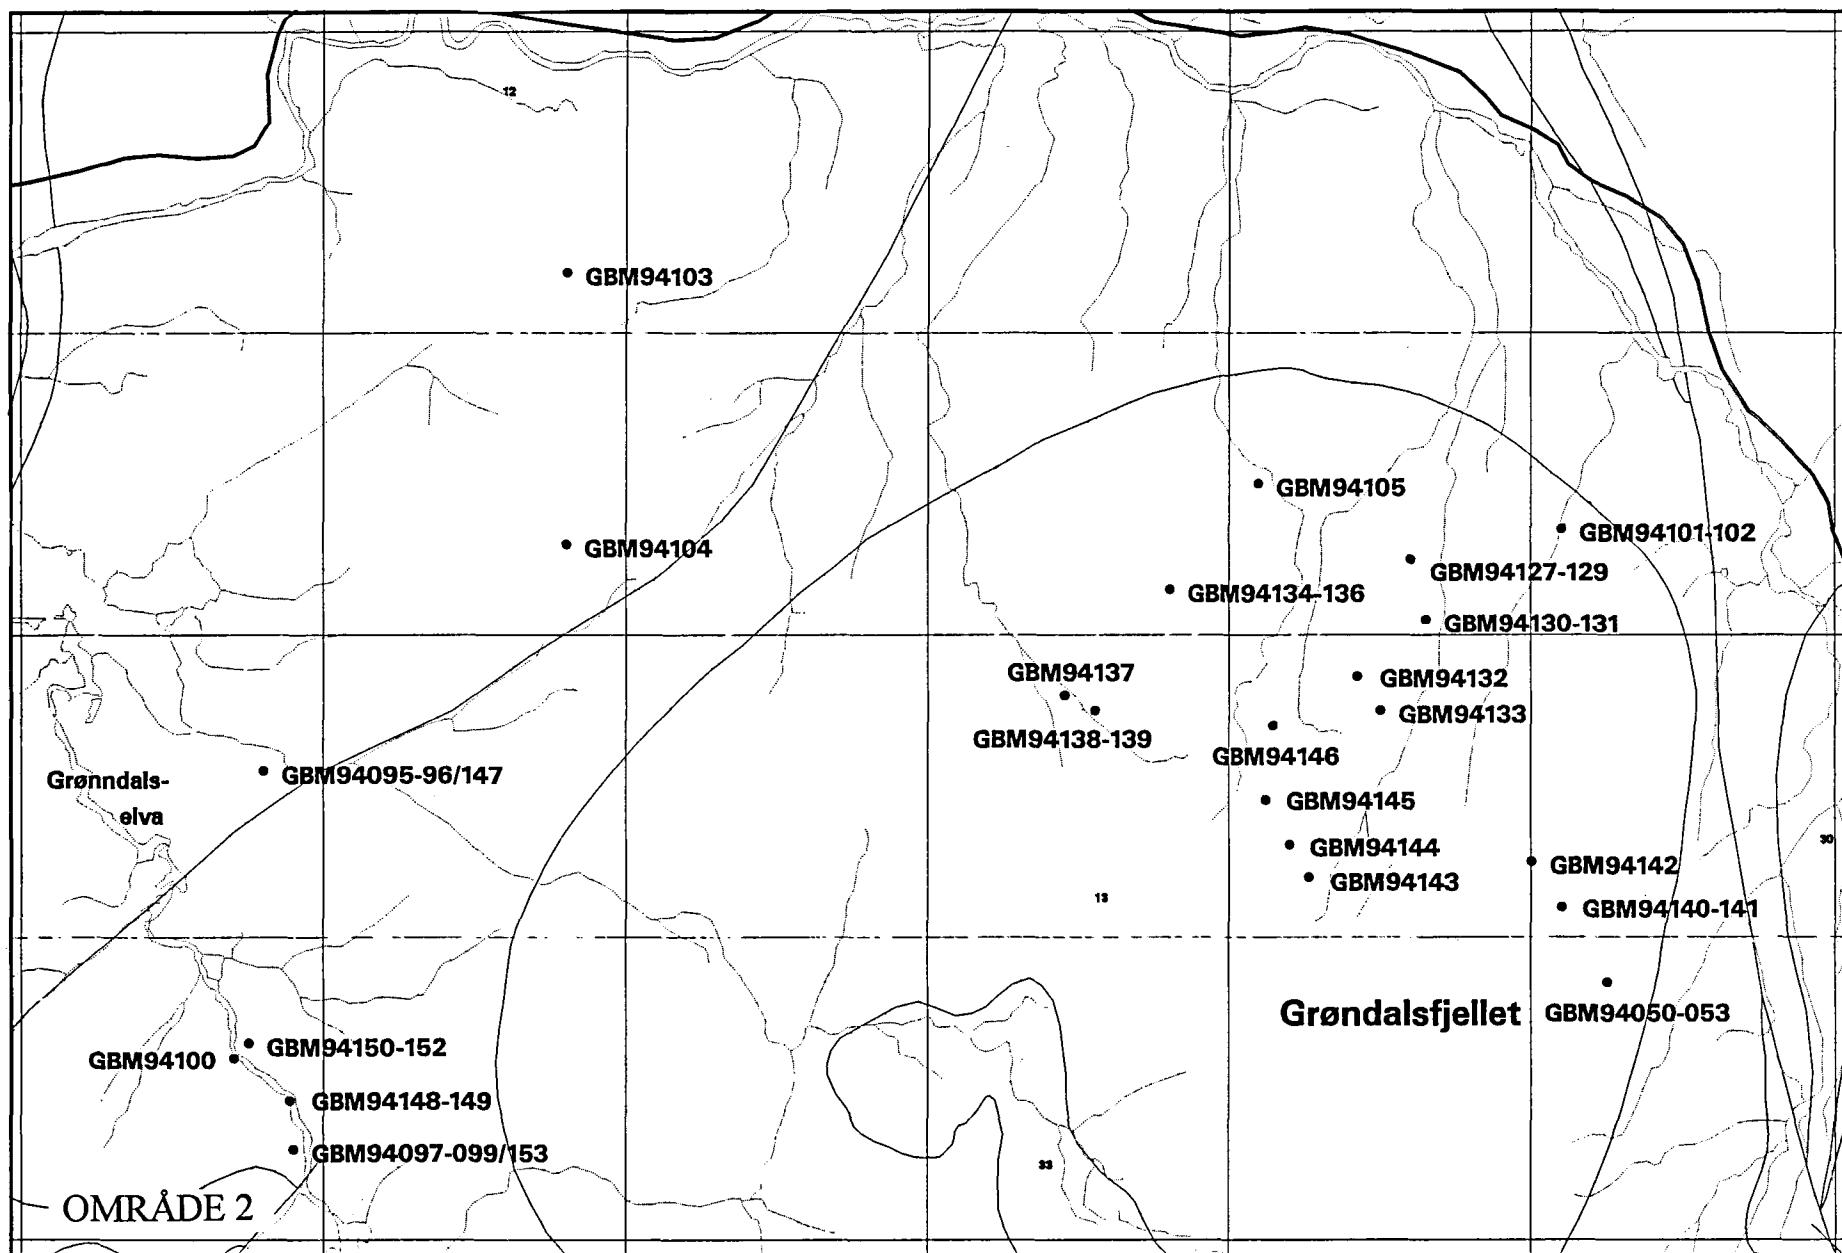 12
GBM94103
GBM94105
GBM94101-102
GBM94104
GBM94127-129
GBM94134-136
GBM94130-131
GBM94137
GBM94132
GBM94133
GBM94138-139
GBM94146
Grønndals-
elva
GBM94095-96/147
GBM94145
30
GBM94144
GBM94142
GBM94143
13
GBM94140-141
Grøndalsfjellet
GBM94050-053
GBM94150-152
GBM94100
GBM94148-149
GBM94097-099/153
33
OMRÅDE 2